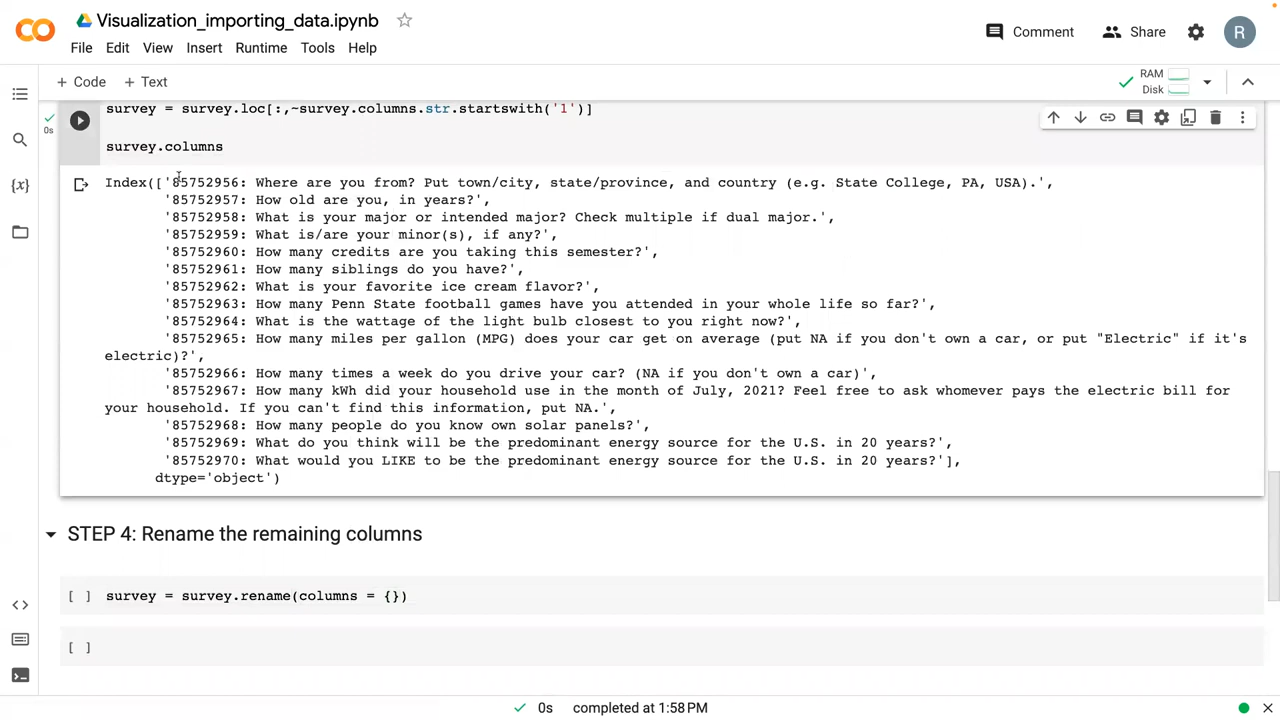 Visualization_importing_data.ipynb
Comment
Share
R
File Edit View Insert Runtime Tools Help
+ Code + Text
RAM
Disk
survey = survey.loc[:,~survey.columns.str.startswith('1')]
0s
survey.columns
Index(['85752956: Where are you from? Put town/city, state/province, and country (e.g. State College, PA, USA).',
'85752957: How old are you, in years?',
'85752958: What is your major or intended major? Check multiple if dual major.',
'85752959: What is/are your minor(s), if any?',
'85752960: How many credits are you taking this semester?',
'85752961: How many siblings do you have?',
'85752962: What is your favorite ice cream flavor?',
'85752963: How many Penn State football games have you attended in your whole life so far?',
'85752964: What is the wattage of the light bulb closest to you right now?',
'85752965: How many miles per gallon (MPG) does your car get on average (put NA if you don't own a car, or put "Electric" if it's
electric)?',
'85752966: How many times a week do you drive your car? (NA if you don't own a car)',
'85752967: How many kWh did your household use in the month of July, 2021? Feel free to ask whomever pays the electric bill for
your household. If you can't find this information, put NA.',
'85752968: How many people do you know own solar panels?',
'85752969: What do you think will be the predominant energy source for the U.S. in 20 years?',
'85752970: What would you LIKE to be the predominant energy source for the U.S. in 20 years?'],
dtype='object')
STEP 4: Rename the remaining columns
[ ] survey = survey.rename(columns = {})
[ ]
0s completed at 1:58 PM